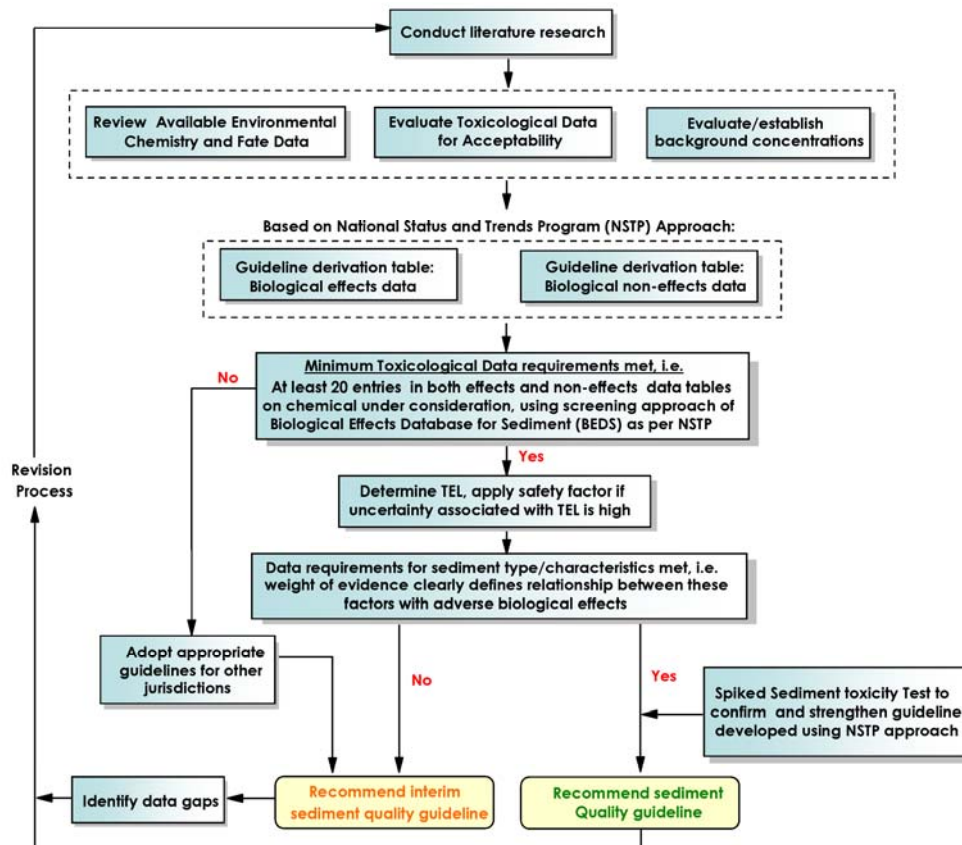 Conduct literature research
Review Available Environmental
Chemistry and Fate Data
Evaluate Toxicological Data
for Acceptability
Evaluate/establish
background concentrations
Based on National Status and Trends Program (NSTP) Approach:
Guideline derivation table:
Biological effects data
Guideline derivation table:
Biological non-effects data
Minimum Toxicological Data requirements met, i.e.
At least 20 entries in both effects and non-effects data tables
on chemical under consideration, using screening approach of
Biological Effects Database for Sediment (BEDS) as per NSTP
No
Yes
Revision
Process
Determine TEL, apply safety factor if
uncertainty associated with TEL is high
Data requirements for sediment type/characteristics met, i.e.
weight of evidence clearly defines relationship between these
factors with adverse biological effects
Adopt appropriate
guidelines for other
jurisdictions
No
Yes
Spiked Sediment toxicity Test to
confirm and strengthen guideline
developed using NSTP approach
Identify data gaps
Recommend interim
sediment quality guideline
Recommend sediment
Quality guideline